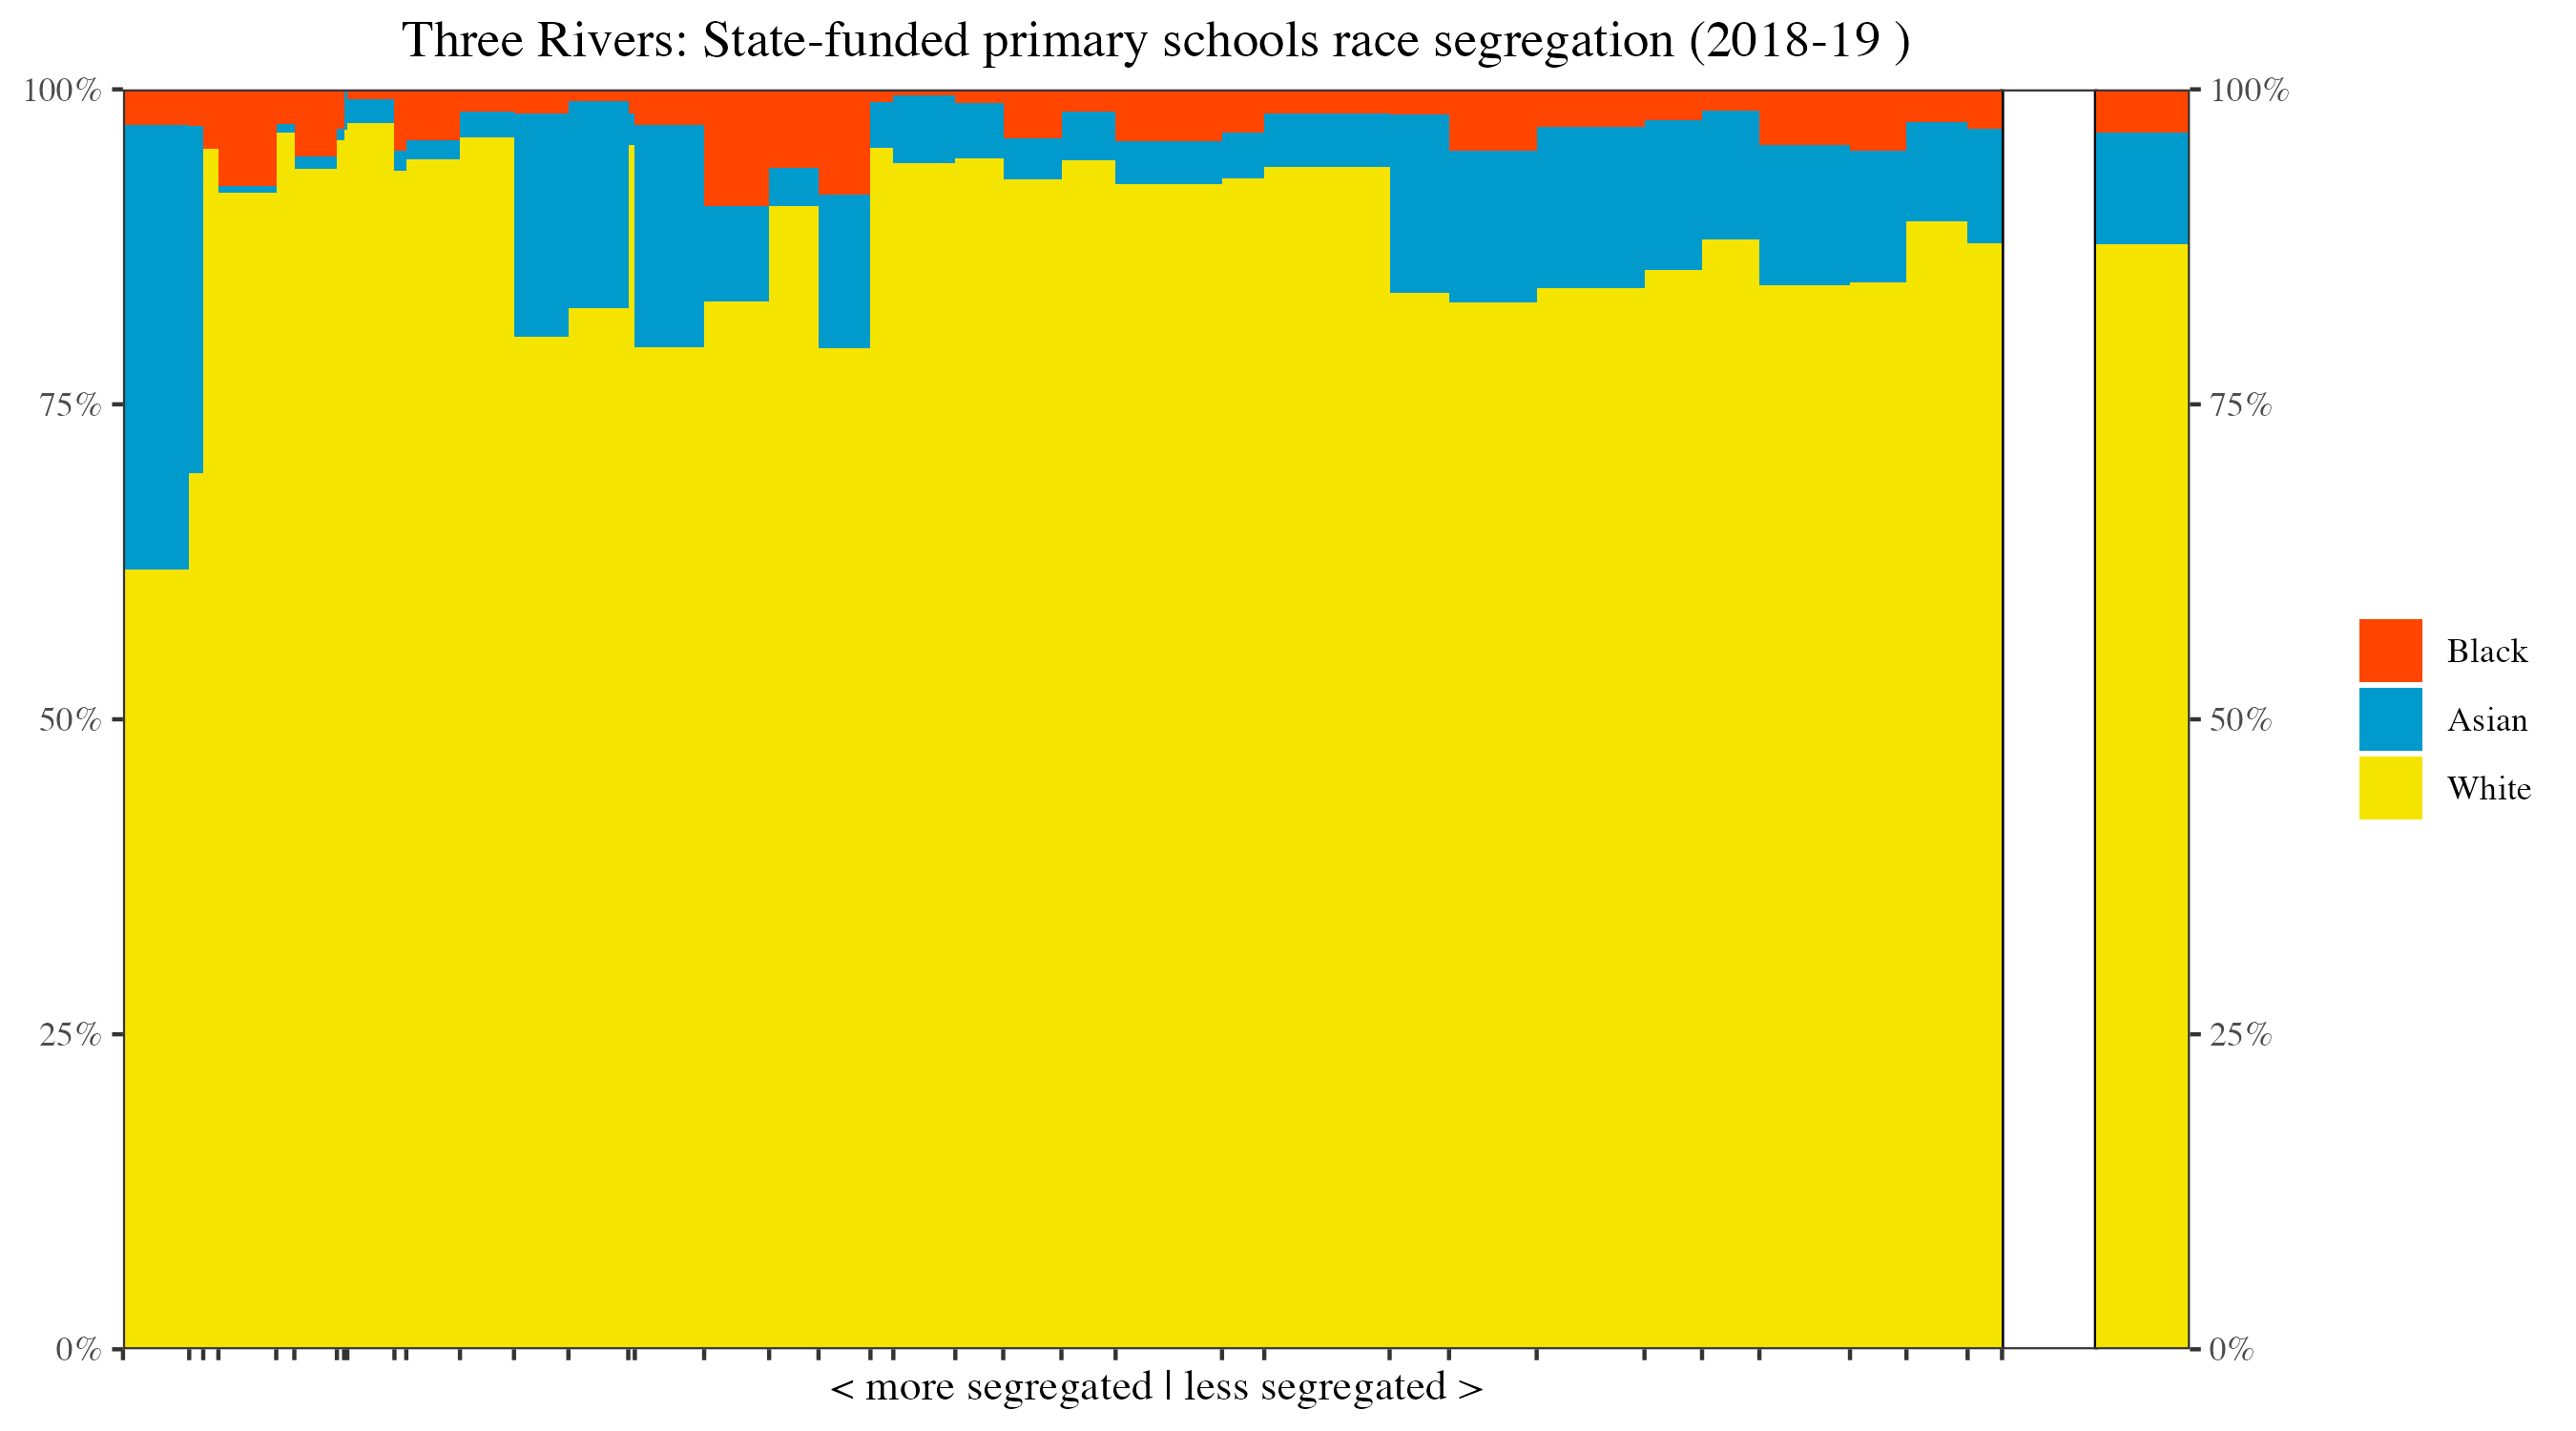 Three Rivers: State-funded primary schools race segregation (2018-19 )
100%
100%
75%
75%
Black
50%
50%
Asian
White
25%
25%
0%
0%
< more segregated | less segregated >